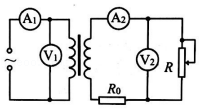 A₁
A₂
V₁
V₂
R
R₀
~